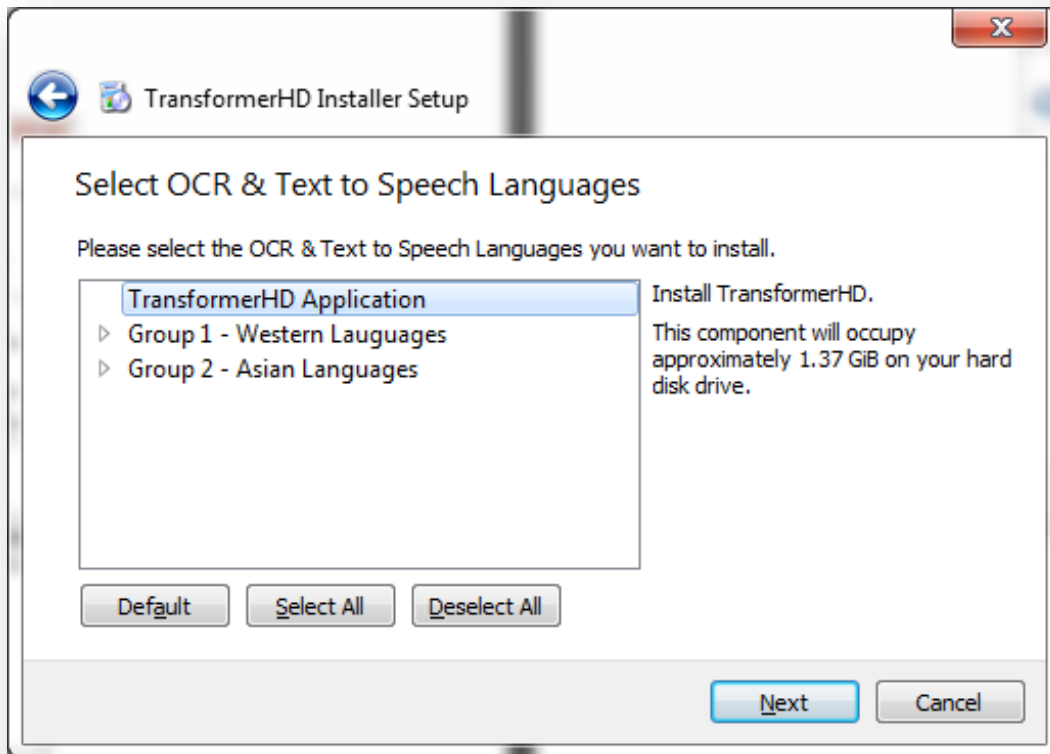 TransformerHD Installer Setup
Select OCR & Text to Speech Languages
Please select the OCR & Text to Speech Languages you want to install.
TransformerHD Application
Group 1 - Western Lauguages
Group 2 - Asian Languages
Install TransformerHD.
This component will occupy
approximately 1.37 GiB on your hard
disk drive.
Default
Select All
Deselect All
Next
Cancel